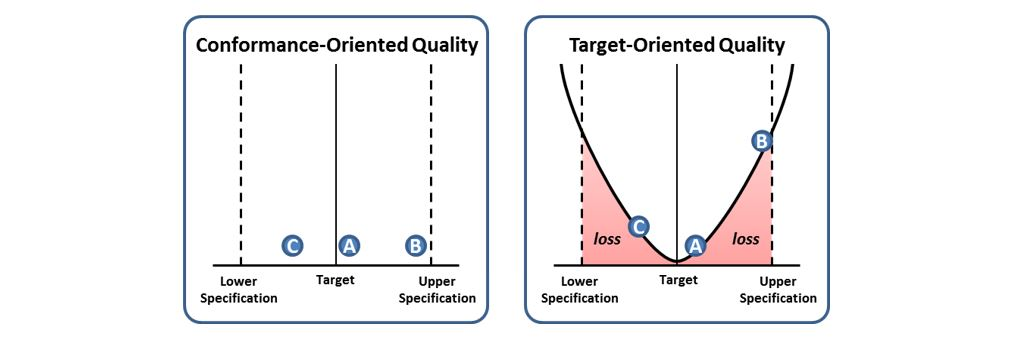 Conformance-Oriented Quality
C
A
B
Lower
Specification
Target
Upper
Specification
Target-Oriented Quality
B
C
A
loss
loss
Lower
Specification
Target
Upper
Specification